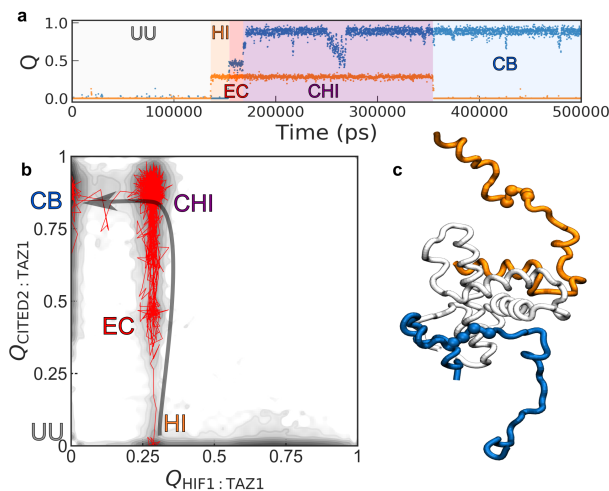 a
1.0
0.5
0.0
Q
UU
HI
EC
CHI
CB
0
100000
200000
300000
400000
500000
Time (ps)
b
c
1
0.75
0.5
0.25
0
Q_CITED2:TAZ1
CB
CHI
EC
HI
UU
0
0.25
0.5
0.75
1
Q_HIF1:TAZ1